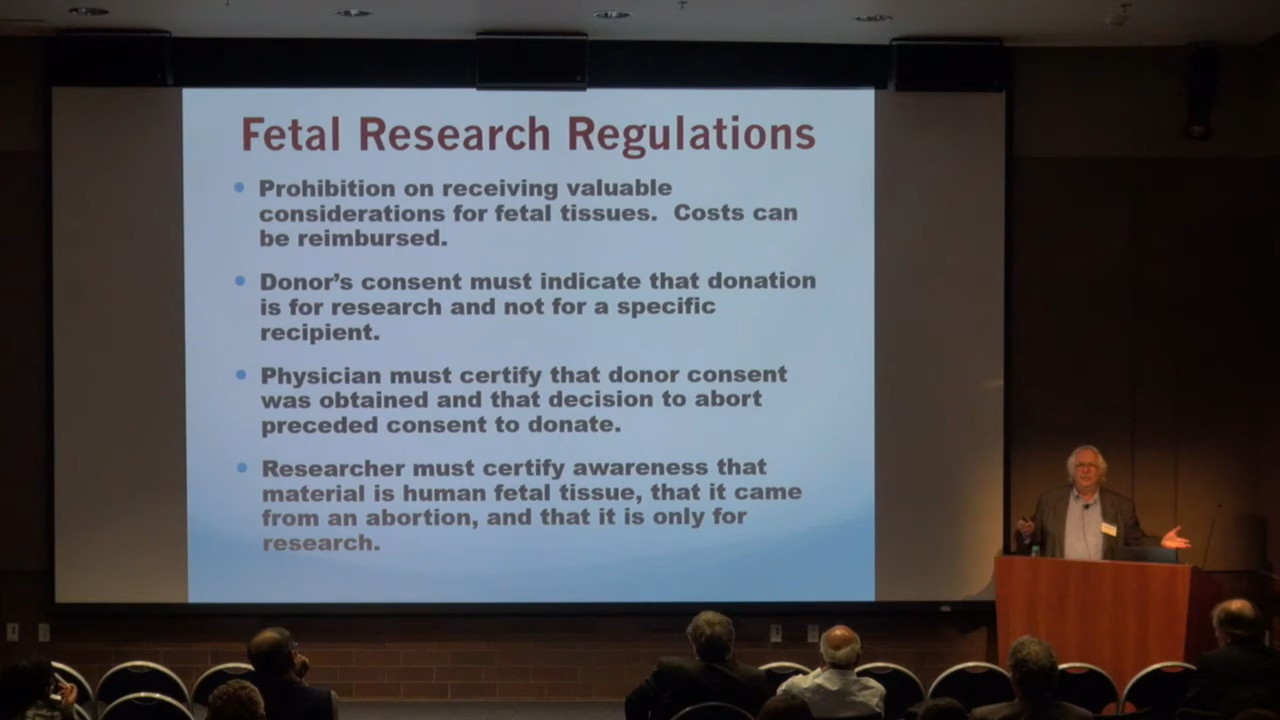 Fetal Research Regulations
• Prohibition on receiving valuable
considerations for fetal tissues. Costs can
be reimbursed.
• Donor’s consent must indicate that donation
is for research and not for a specific
recipient.
• Physician must certify that donor consent
was obtained and that decision to abort
preceded consent to donate.
• Researcher must certify awareness that
material is human fetal tissue, that it came
from an abortion, and that it is only for
research.